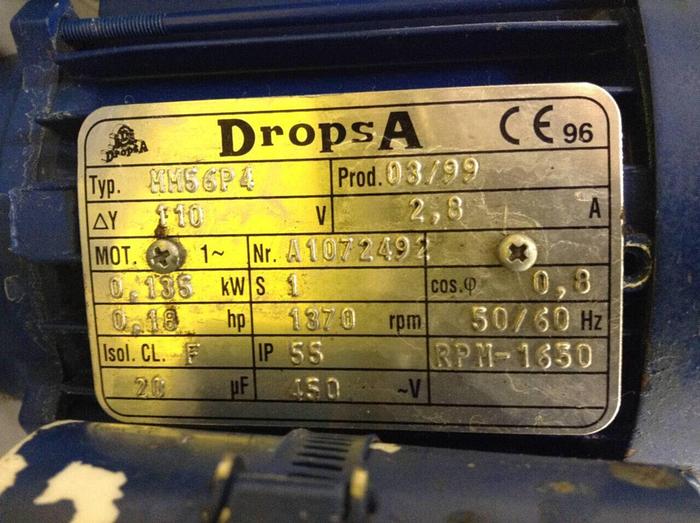 DropsA
DropsA CE 96
Typ. MM56P4 Prod. 03/99
ΔY 110 V 2,8 A
MOT. 1~ Nr. A1072492
0,135 kW S 1 cos.φ 0,8
0,18 hp 1370 rpm 50/60 Hz
Isol. CL. F IP 55 RPM-1650
20 µF 450 ~V